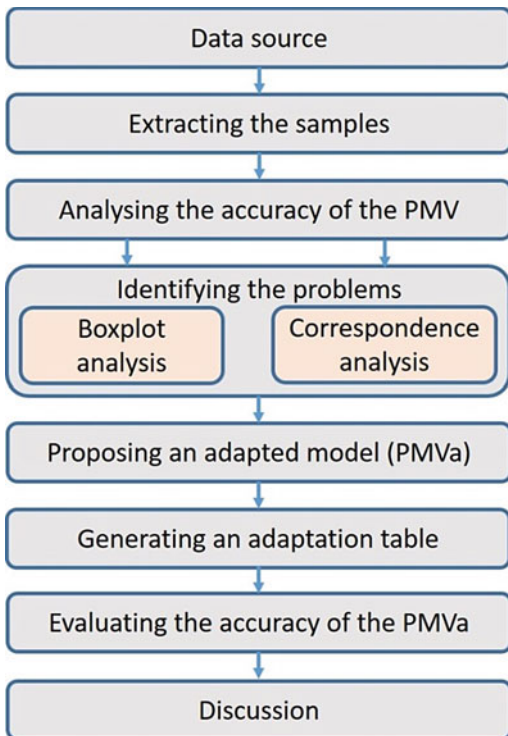 Data source
Extracting the samples
Analysing the accuracy of the PMV
Identifying the problems
Boxplot
analysis
Correspondence
analysis
Proposing an adapted model (PMVa)
Generating an adaptation table
Evaluating the accuracy of the PMVa
Discussion